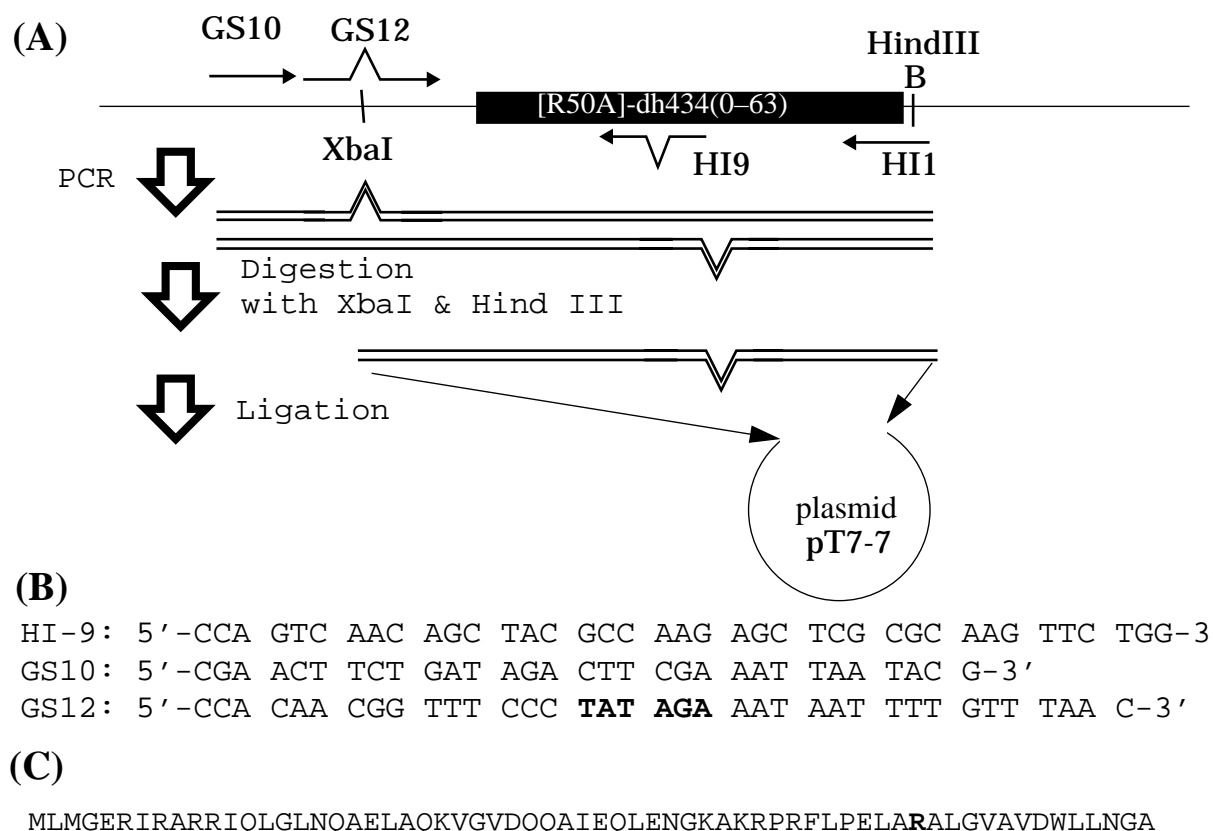 (A)
GS10
GS12
HindIII
B
[R50A]-dh434(0–63)
XbaI
HI9
HI1
PCR
Digestion
with XbaI & Hind III
Ligation
plasmid
pT7-7
(B)
HI-9: 5′-CCA GTC AAC AGC TAC GCC AAG AGC TCG CGC AAG TTC TGG-3
GS10: 5′-CGA ACT TCT GAT AGA CTT CGA AAT TAA TAC G-3′
GS12: 5′-CCA CAA CGG TTT CCC TAT AGA AAT AAT TTT GTT TAA C-3′
(C)
MLMGERIRARRIQLGLNQAELAQKVGVDQQAIEQLENGKAKRPRFLPELARALGVAVDWLLNGA